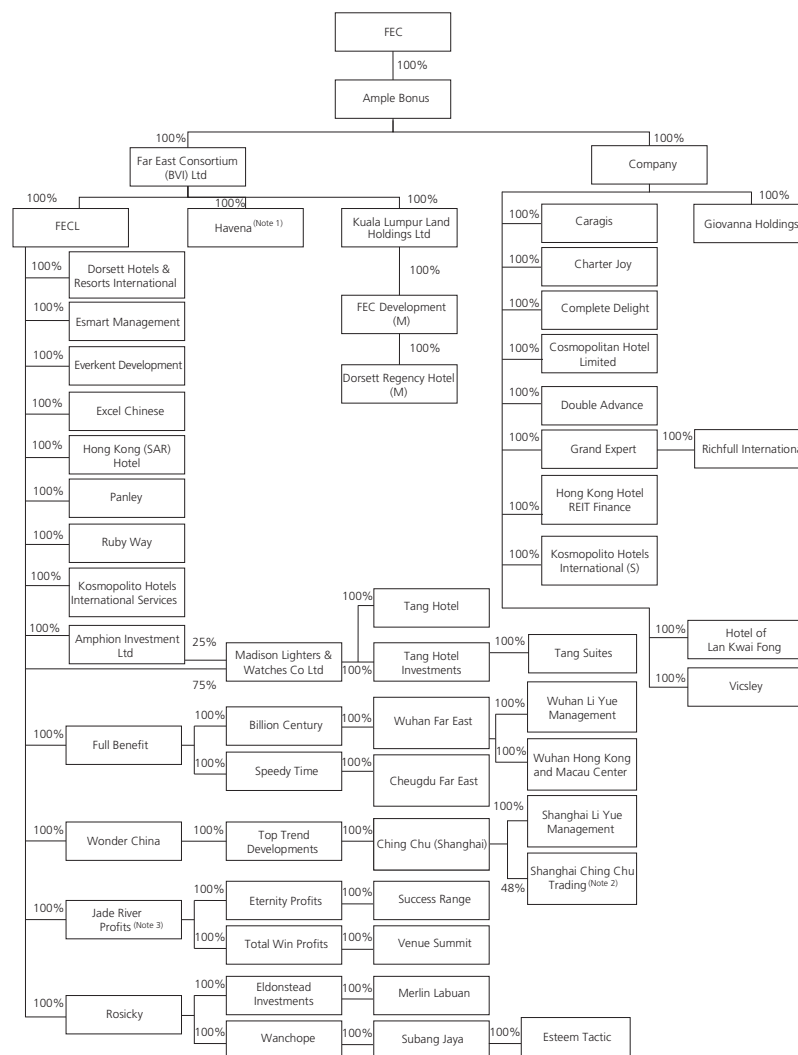 FEC
100%
Ample Bonus
100%
100%
Far East Consortium
(BVI) Ltd
Company
100%
100%
100%
100%
FECL
Havena (Note 1)
Kuala Lumpur Land
Holdings Ltd
100%
Caragis
Giovanna Holdings
100%
Dorsett Hotels &
Resorts International
100%
100%
Charter Joy
100%
Esmart Management
FEC Development
(M)
100%
Complete Delight
100%
Everkent Development
100%
Dorsett Regency Hotel
(M)
100%
Cosmopolitan Hotel
Limited
100%
Excel Chinese
100%
Double Advance
100%
Hong Kong (SAR)
Hotel
100%
Grand Expert
100%
Richfull Internationa
100%
Panley
100%
Hong Kong Hotel
REIT Finance
100%
Ruby Way
100%
Kosmopolito Hotels
International (S)
100%
Kosmopolito Hotels
International Services
100%
Tang Hotel
100%
Amphion Investment
Ltd
25%
75%
Madison Lighters &
Watches Co Ltd
100%
Tang Hotel
Investments
100%
Tang Suites
100%
Hotel of
Lan Kwai Fong
100%
Vicsley
100%
Full Benefit
100%
Billion Century
100%
Wuhan Far East
100%
Wuhan Li Yue
Management
100%
Wuhan Hong Kong
and Macau Center
100%
Speedy Time
100%
Cheugdu Far East
100%
Wonder China
100%
Top Trend
Developments
100%
Ching Chu (Shanghai)
100%
Shanghai Li Yue
Management
48%
Shanghai Ching Chu
Trading (Note 2)
100%
Jade River
Profits (Note 3)
100%
Eternity Profits
100%
Success Range
100%
Total Win Profits
100%
Venue Summit
100%
Rosicky
100%
Eldonstead
Investments
100%
Merlin Labuan
100%
Wanchope
100%
Subang Jaya
100%
Esteem Tactic